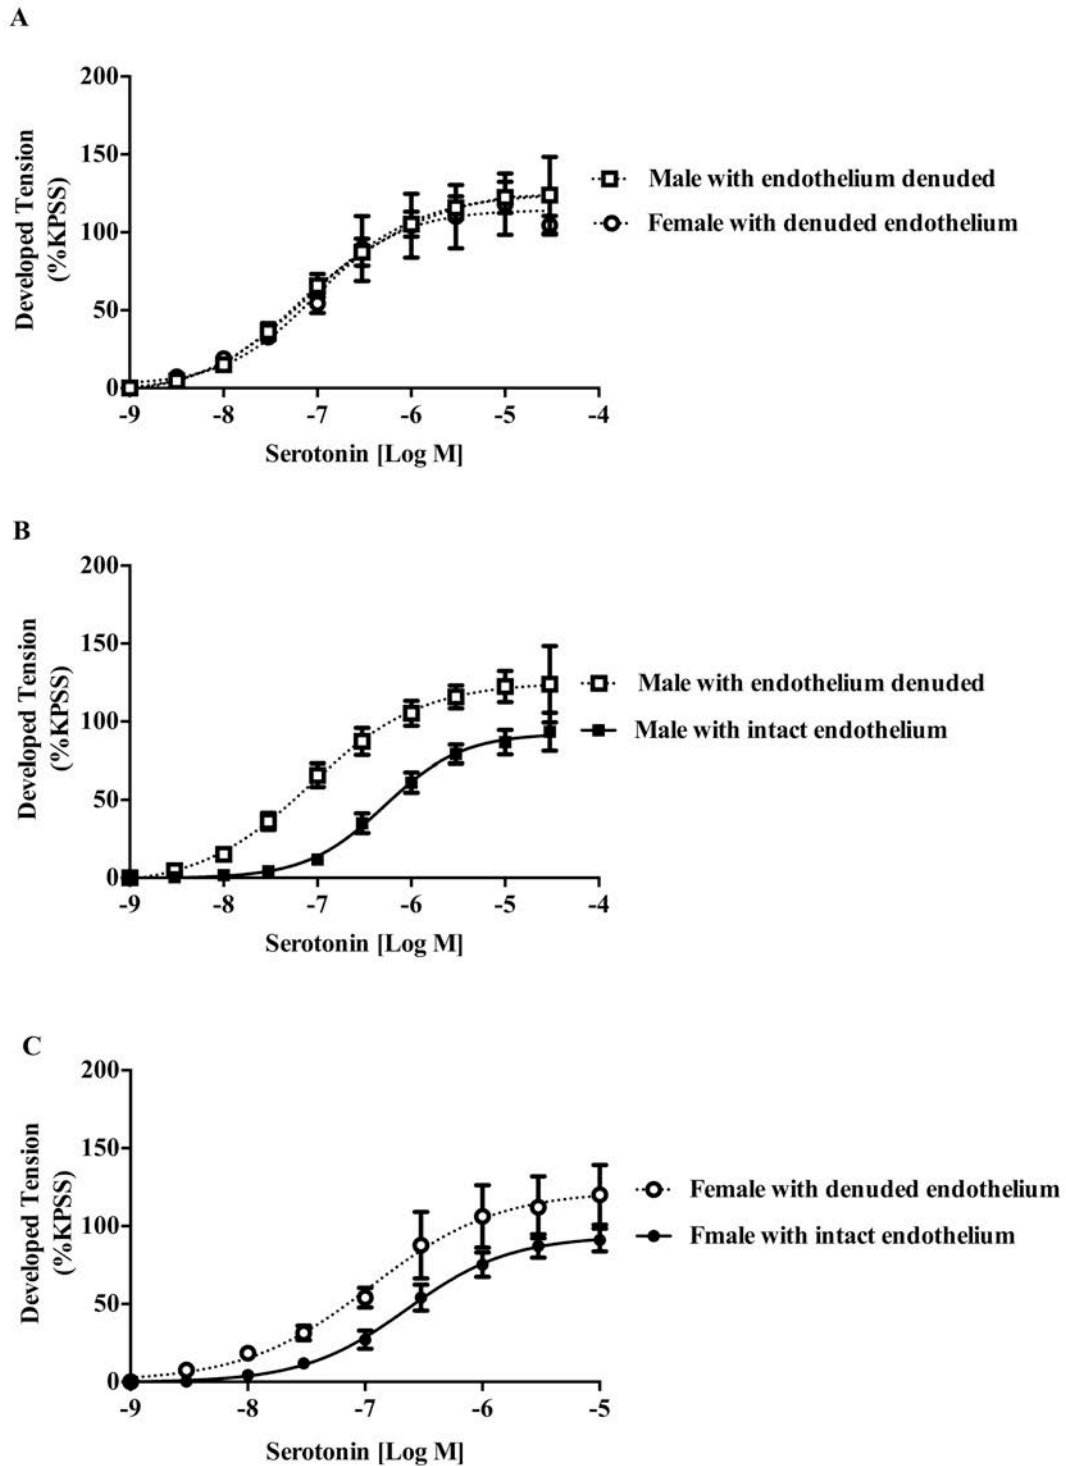 A
200
150
100
50
0
Developed Tension
(%KPSS)
-9 -8 -7 -6 -5 -4
Serotonin [Log M]
Male with endothelium denuded
Female with denuded endothelium
B
200
150
100
50
0
Developed Tension
(%KPSS)
-9 -8 -7 -6 -5 -4
Serotonin [Log M]
Male with endothelium denuded
Male with intact endothelium
C
200
150
100
50
0
Developed Tension
(%KPSS)
-9 -8 -7 -6 -5
Serotonin [Log M]
Female with denuded endothelium
Fmale with intact endothelium